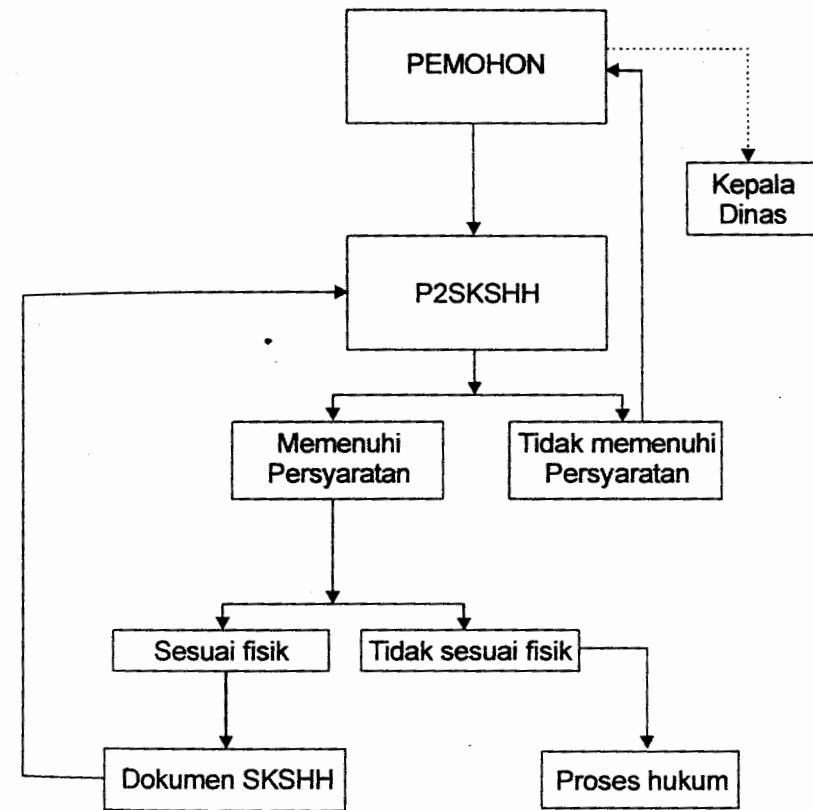 PEMOHON
Kepala
Dinas
P2SKSHH
Memenuhi
Persyaratan
Tidak memenuhi
Persyaratan
Sesuai fisik
Tidak sesuai fisik
Dokumen SKSHH
Proses hukum